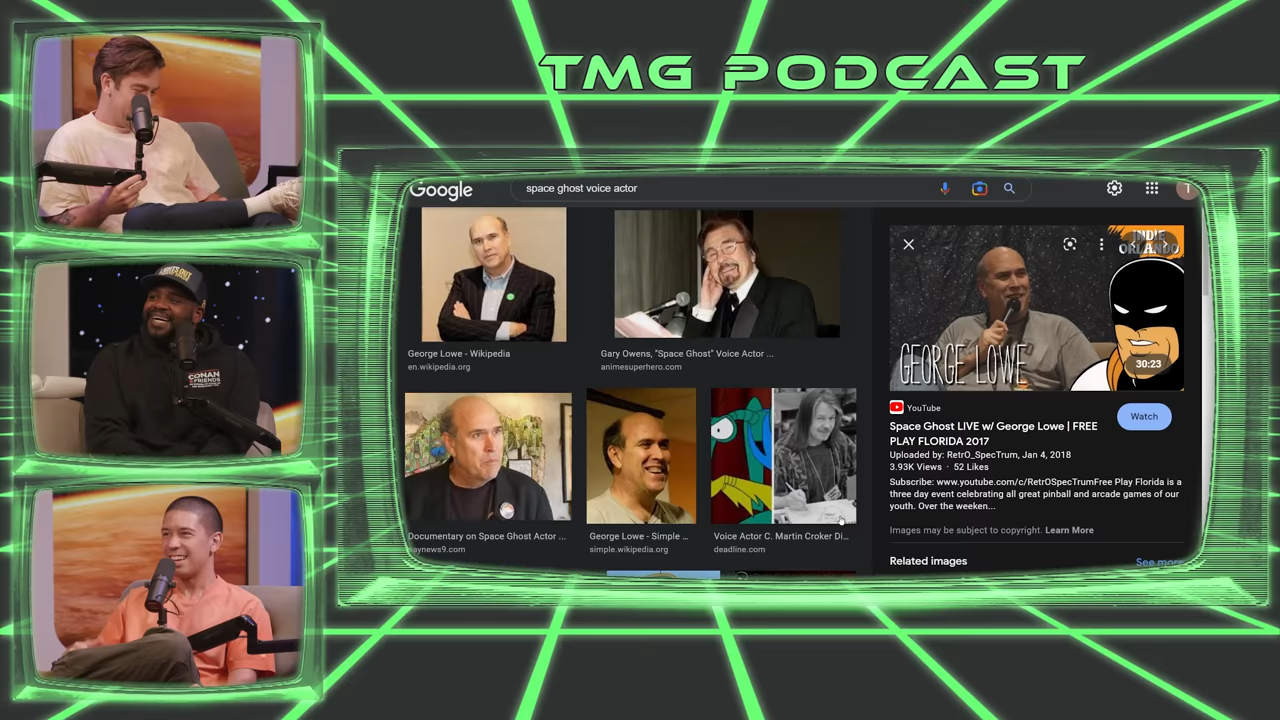 TMG PODCAST
Google
space ghost voice actor
George Lowe - Wikipedia
en.wikipedia.org
Gary Owens, "Space Ghost" Voice Actor ...
animesuperhero.com
Documentary on Space Ghost Actor ...
aynews9.com
George Lowe - Simple ...
simple.wikipedia.org
Voice Actor C. Martin Croker Di...
deadline.com
INDIE
ORLANDO
GEORGE LOWE
30:23
YouTube
Watch
Space Ghost LIVE w/ George Lowe | FREE
PLAY FLORIDA 2017
Uploaded by: RetrO_SpecTrum, Jan 4, 2018
3.93K Views · 52 Likes
Subscribe: www.youtube.com/c/RetrOSpecTrumFree Play Florida is a
three day event celebrating all great pinball and arcade games of our
youth. Over the weeken...
Images may be subject to copyright. Learn More
Related images
See more
CONAN
& FRIENDS